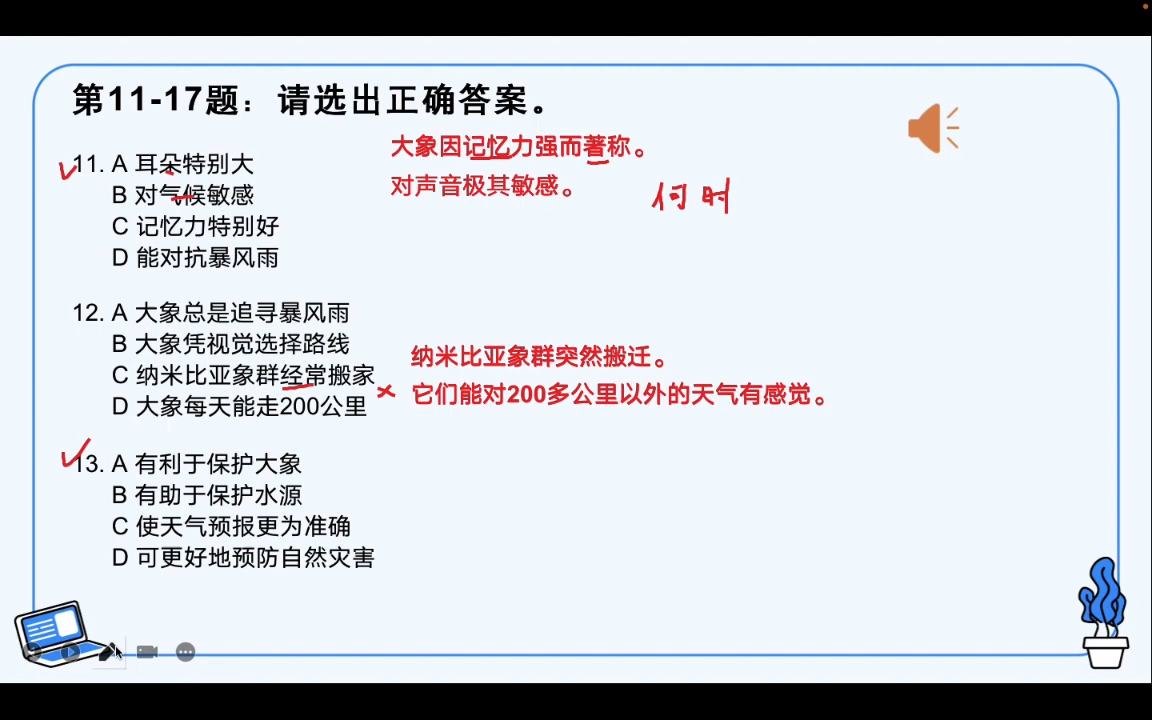 第11-17题：请选出正确答案。
大象因记忆力强而著称。
对声音极其敏感。
何时
11. A 耳朵特别大
B 对气候敏感
C 记忆力特别好
D 能对抗暴风雨
12. A 大象总是追寻暴风雨
B 大象凭视觉选择路线
C 纳米比亚象群经常搬家
D 大象每天能走200公里
纳米比亚象群突然搬迁。
它们能对200多公里以外的天气有感觉。
13. A 有利于保护大象
B 有助于保护水源
C 使天气预报更为准确
D 可更好地预防自然灾害